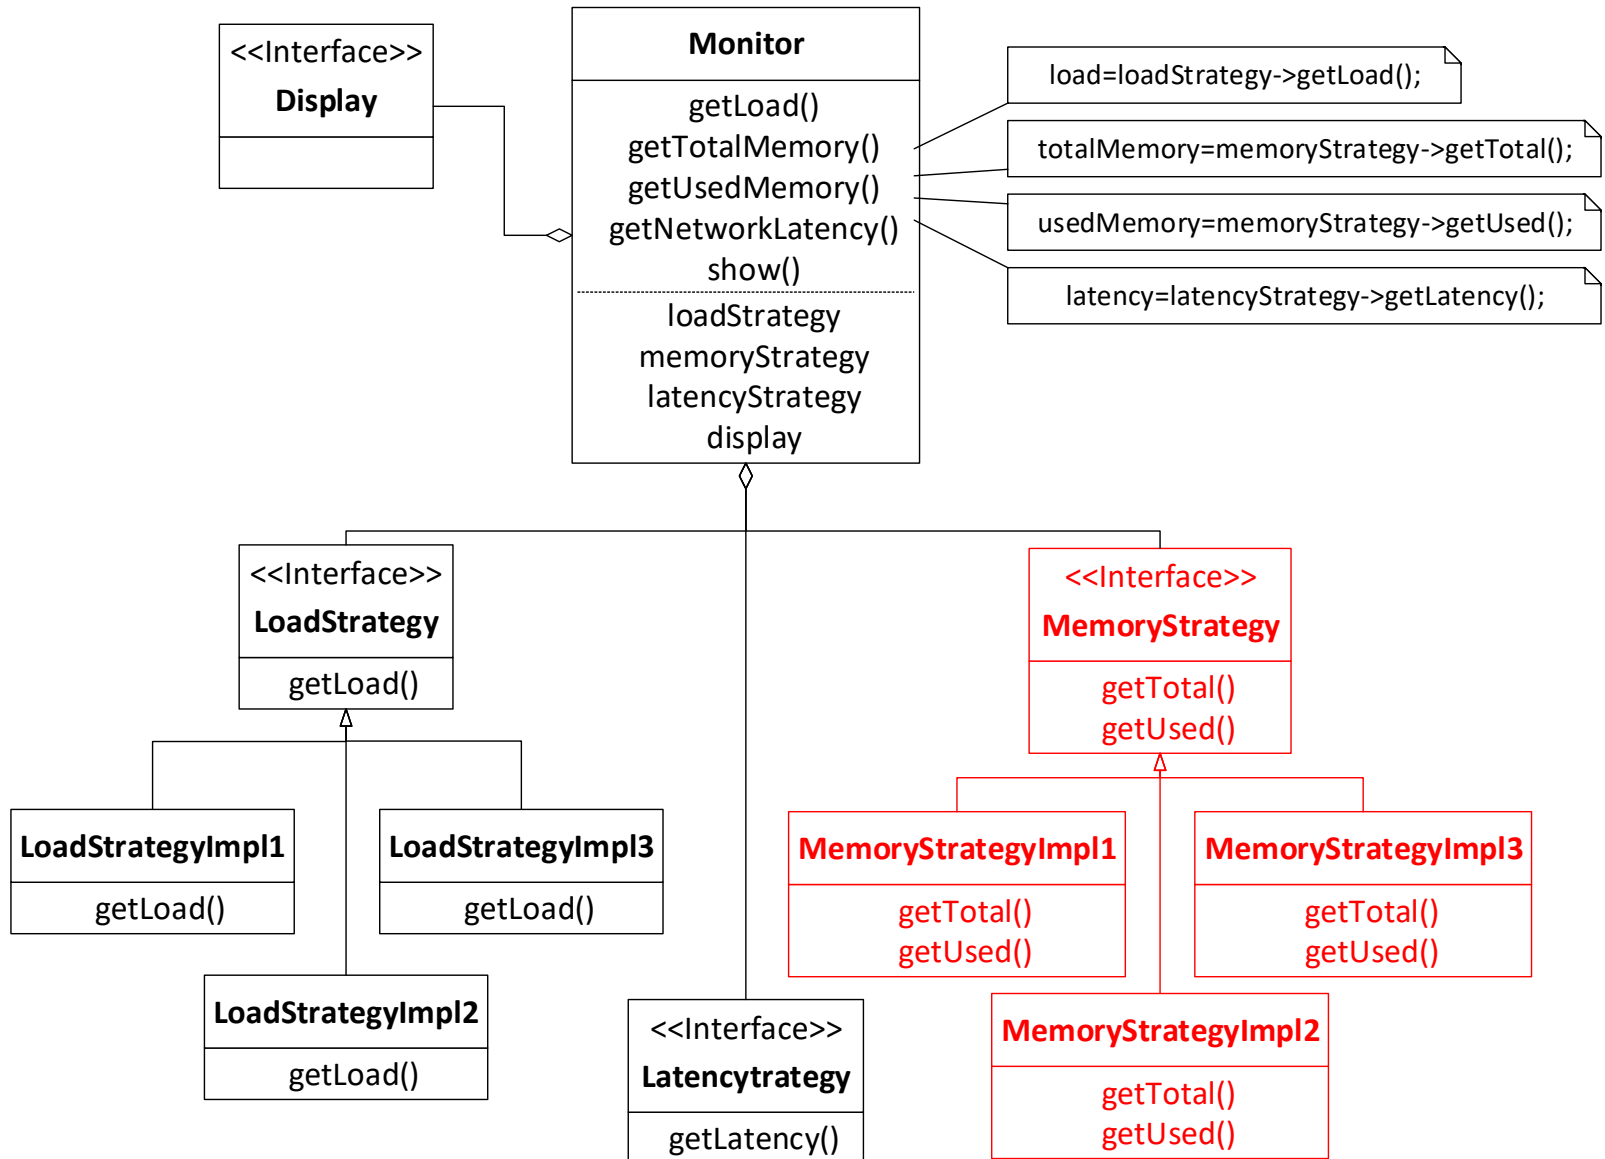 <<Interface>>
Display
Monitor
getLoad()
getTotalMemory()
getUsedMemory()
getNetworkLatency()
show()
loadStrategy
memoryStrategy
latencyStrategy
display
load=loadStrategy->getLoad();
totalMemory=memoryStrategy->getTotal();
usedMemory=memoryStrategy->getUsed();
latency=latencyStrategy->getLatency();
<<Interface>>
LoadStrategy
getLoad()
<<Interface>>
MemoryStrategy
getTotal()
getUsed()
LoadStrategyImpl1
getLoad()
LoadStrategyImpl3
getLoad()
MemoryStrategyImpl1
getTotal()
getUsed()
MemoryStrategyImpl3
getTotal()
getUsed()
LoadStrategyImpl2
getLoad()
<<Interface>>
Latencytrategy
getLatency()
MemoryStrategyImpl2
getTotal()
getUsed()